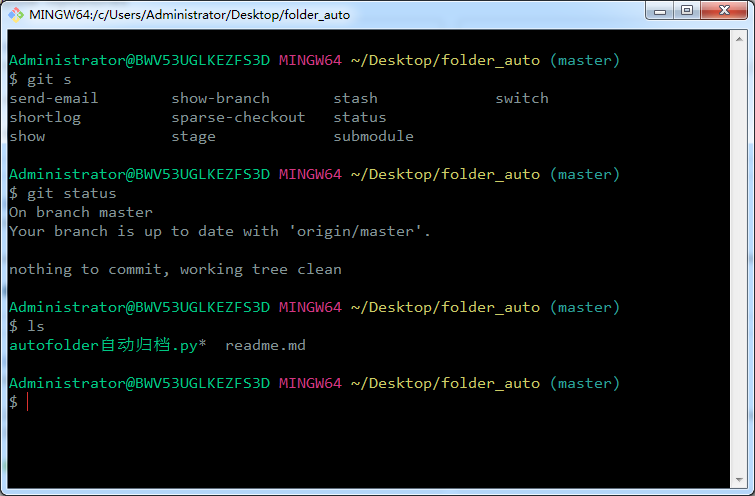 MINGW64:/c/Users/Administrator/Desktop/folder_auto
Administrator@BWV53UGLKEZFS3D MINGW64 ~/Desktop/folder_auto (master)
$ git s
send-email        show-branch       stash             switch
shortlog          sparse-checkout   status
show              stage             submodule
Administrator@BWV53UGLKEZFS3D MINGW64 ~/Desktop/folder_auto (master)
$ git status
On branch master
Your branch is up to date with 'origin/master'.
nothing to commit, working tree clean
Administrator@BWV53UGLKEZFS3D MINGW64 ~/Desktop/folder_auto (master)
$ ls
autofolder自动归档.py*  readme.md
Administrator@BWV53UGLKEZFS3D MINGW64 ~/Desktop/folder_auto (master)
$